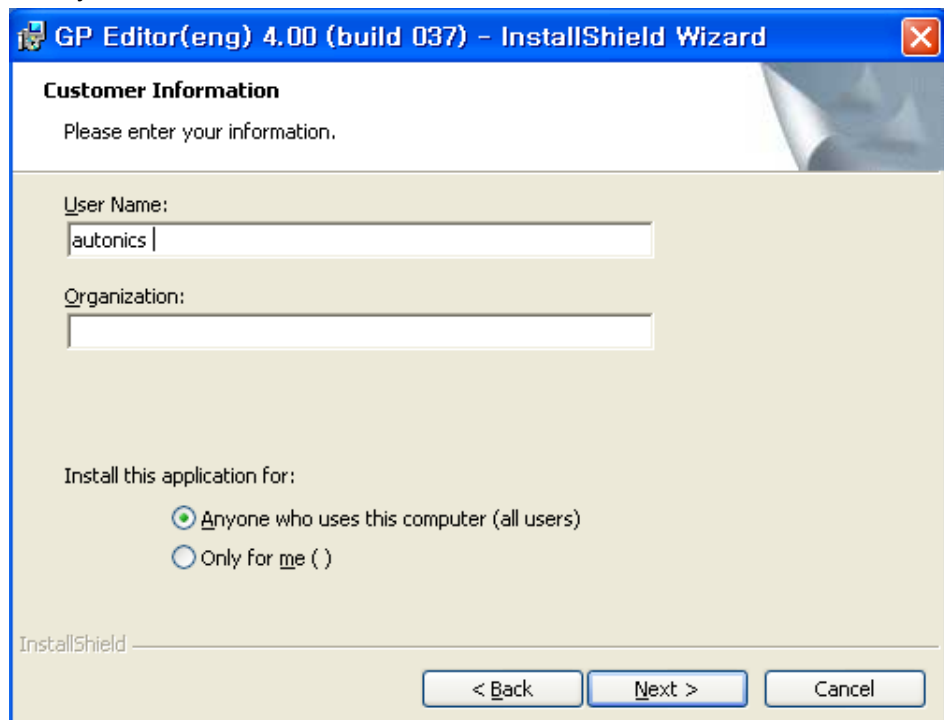 GP Editor(eng) 4.00 (build 037) - InstallShield Wizard
Customer Information
Please enter your information.
User Name:
autonics
Organization:
Install this application for:
Anyone who uses this computer (all users)
Only for me ( )
InstallShield
< Back
Next >
Cancel